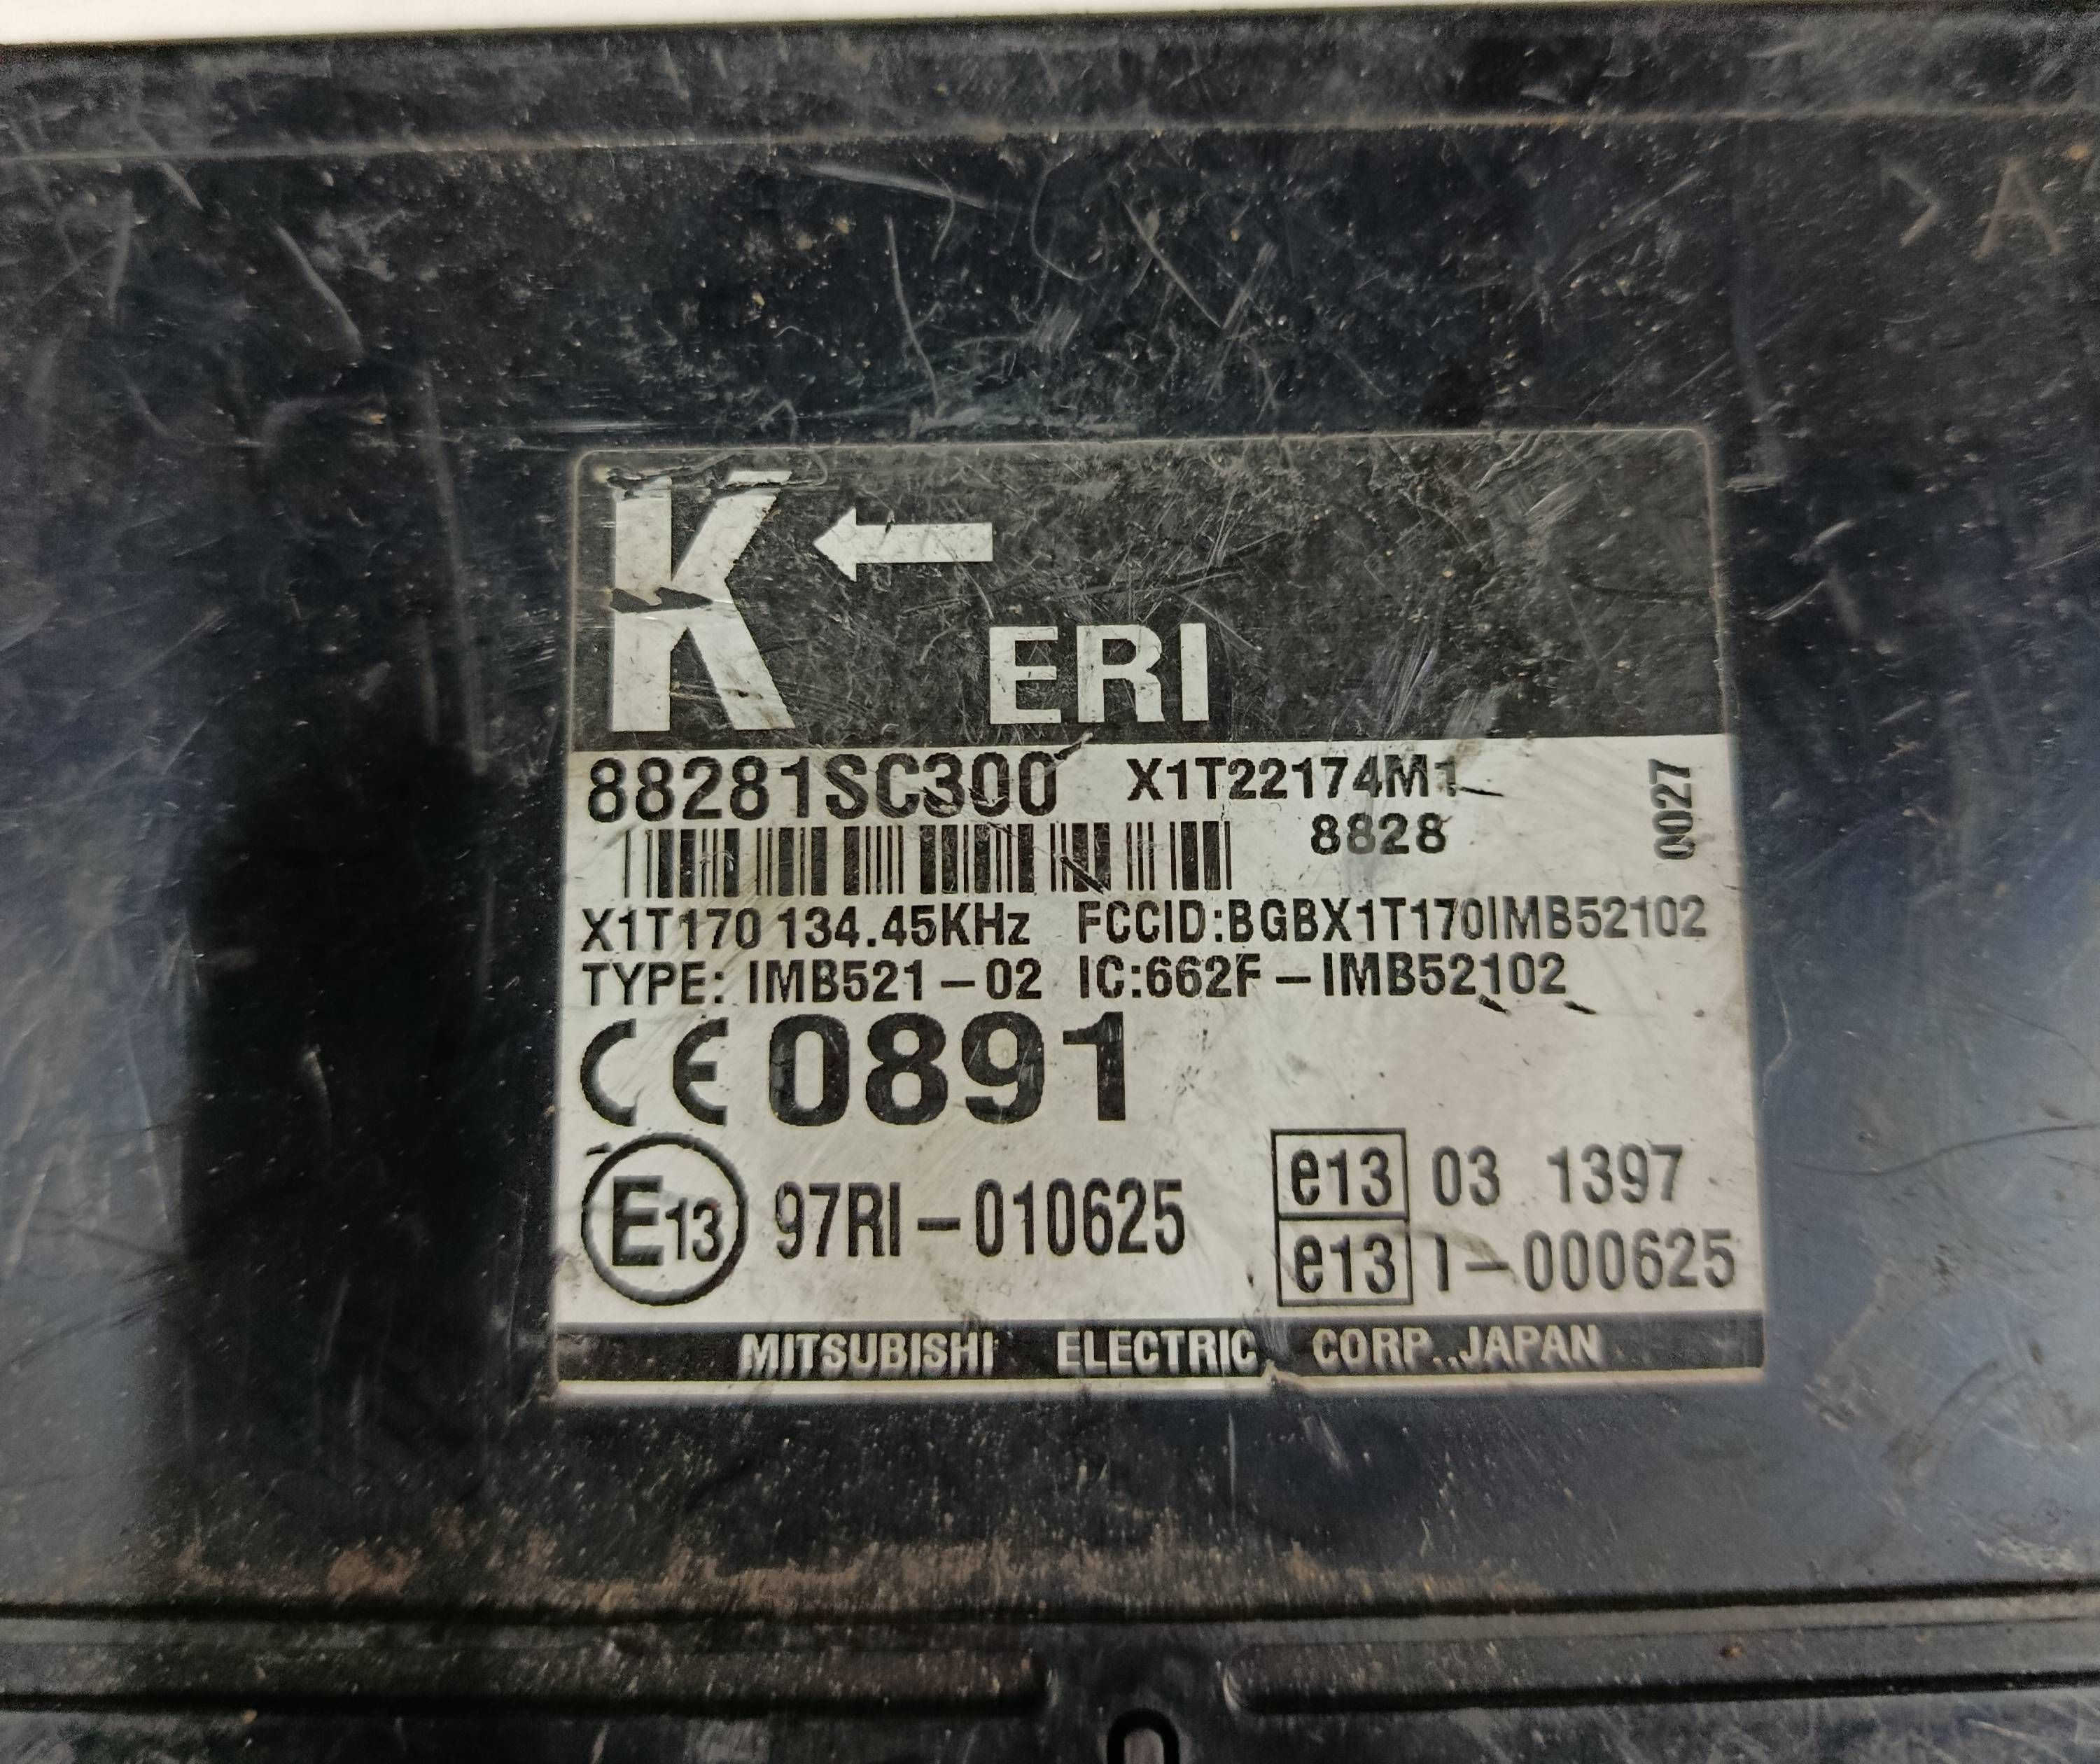 > A
K
ERI
88281SC300 X1T22174M1
8828
0027
X1T170 134.45KHz FCCID:BGBX1T170IMB52102
TYPE: IMB521-02 IC:662F-IMB52102
CE 0891
E13 97RI-010625
e13 03 1397
e13 I-000625
MITSUBISHI ELECTRIC CORP. JAPAN